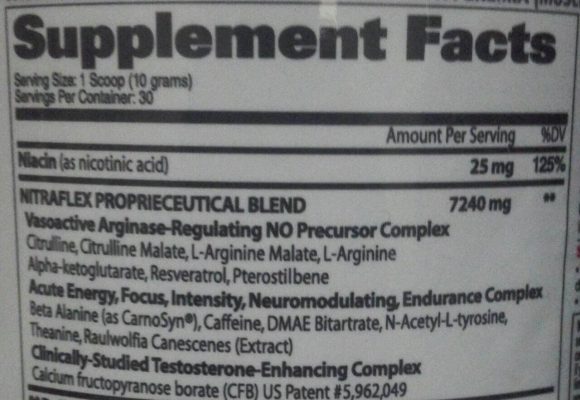 Supplement Facts
Serving Size: 1 Scoop (10 grams)
Servings Per Container: 30
Amount Per Serving %DV
Niacin (as nicotinic acid) 25 mg 125%
NITRAFLEX PROPRIECEUTICAL BLEND 7240 mg **
Vasoactive Arginase-Regulating NO Precursor Complex
Citrulline, Citrulline Malate, L-Arginine Malate, L-Arginine
Alpha-ketoglutarate, Resveratrol, Pterostilbene
Acute Energy, Focus, Intensity, Neuromodulating, Endurance Complex
Beta Alanine (as CarnoSyn®), Caffeine, DMAE Bitartrate, N-Acetyl-L-tyrosine,
Theanine, Raulwolfia Canescenes (Extract)
Clinically-Studied Testosterone-Enhancing Complex
Calcium fructopyranose borate (CFB) US Patent #5,962,049